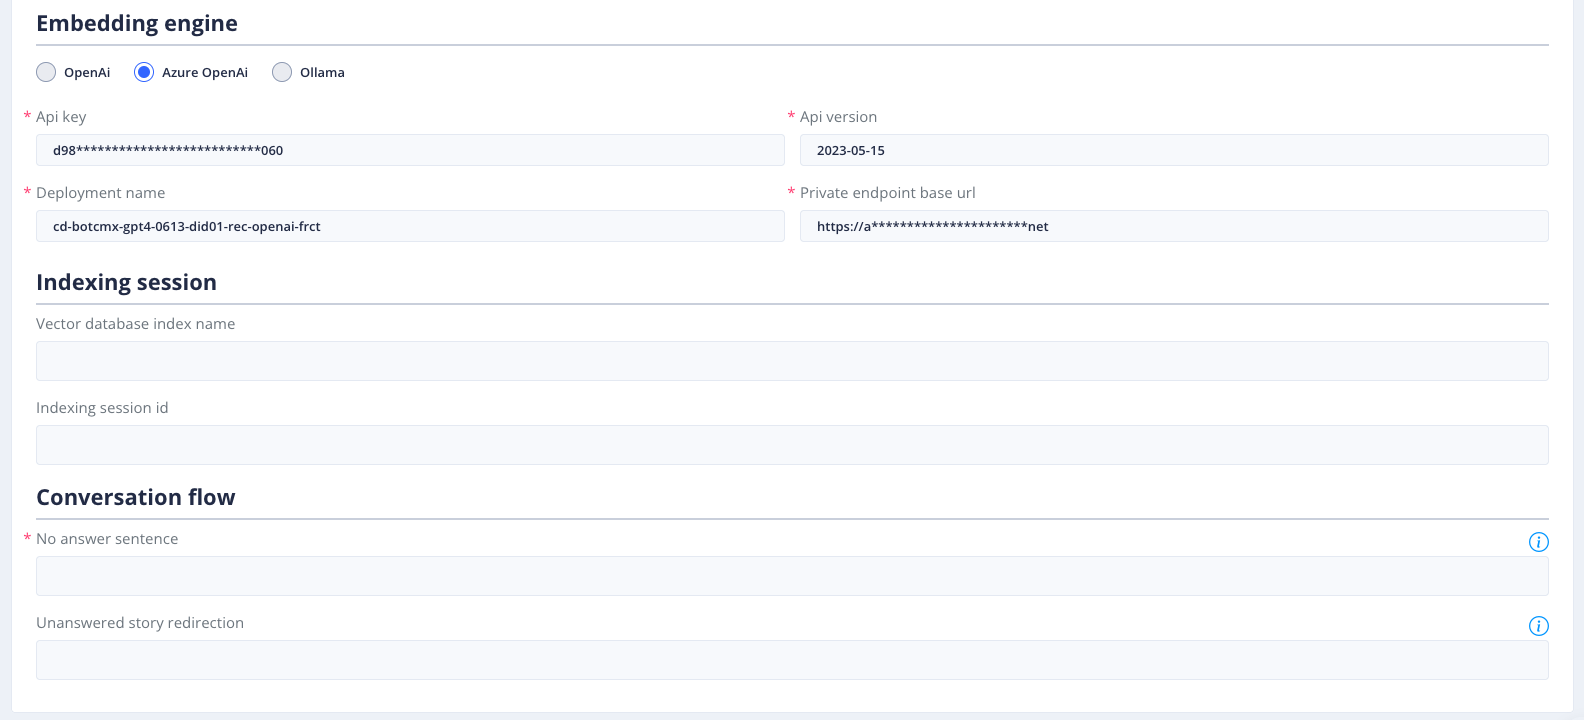 Embedding engine
OpenAi Azure OpenAi Ollama
* Api key * Api version
d98**************************060 2023-05-15
* Deployment name * Private endpoint base url
cd-botcmx-gpt4-0613-did01-rec-openai-frct https://a**********************net
Indexing session
Vector database index name
Indexing session id
Conversation flow
* No answer sentence
Unanswered story redirection